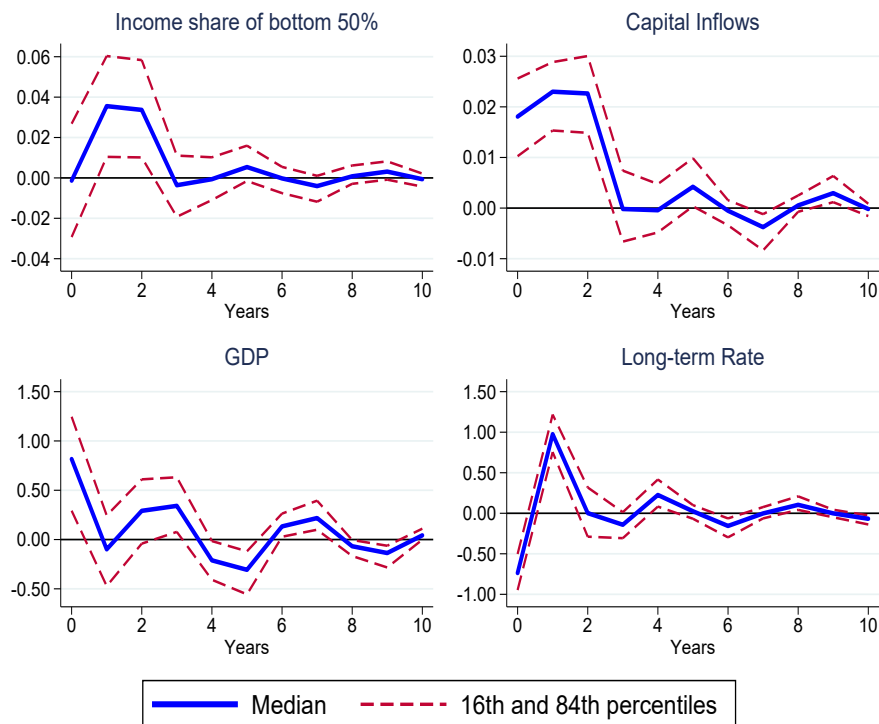 Income share of bottom 50%
0.06
0.04
0.02
0.00
-0.02
-0.04
0 2 4 6 8 10
Years
Capital Inflows
0.03
0.02
0.01
0.00
-0.01
0 2 4 6 8 10
Years
GDP
1.50
1.00
0.50
0.00
-0.50
0 2 4 6 8 10
Years
Long-term Rate
1.50
1.00
0.50
0.00
-0.50
-1.00
0 2 4 6 8 10
Years
Median 16th and 84th percentiles